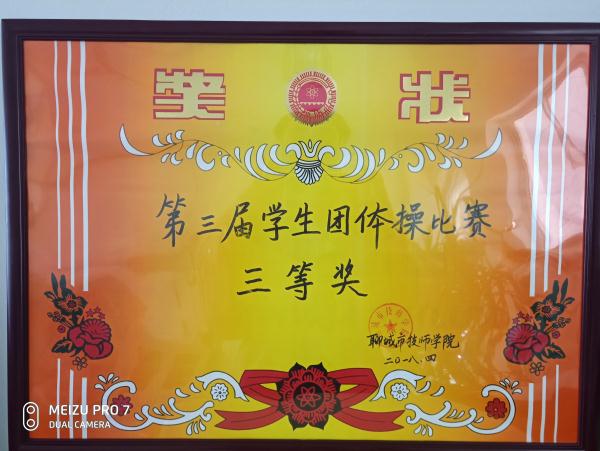 奖 状
第三届学生团体操比赛
三等奖
聊城市技师学院
二〇一八.四
MEIZU PRO 7
DUAL CAMERA